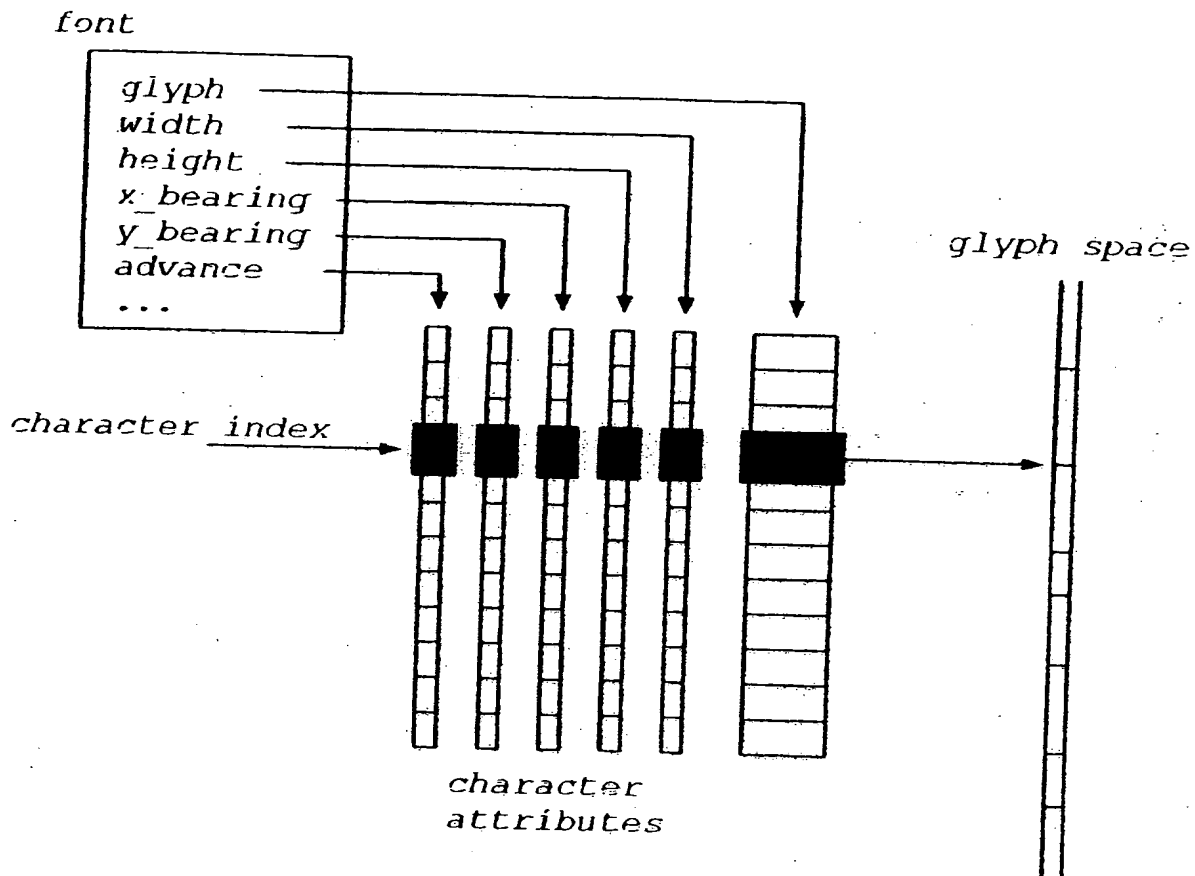 font
glyph
width
height
x_bearing
y_bearing
advance
...
glyph space
character index
character
attributes